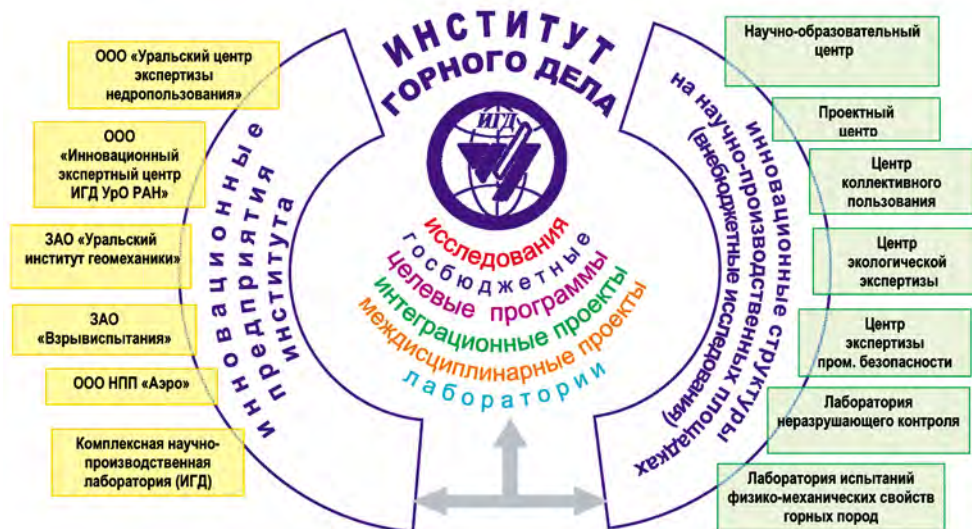 ИНСТИТУТ
ГОРНОГО ДЕЛА
ИГД
исследования
госбюджетные
целевые программы
интеграционные проекты
междисциплинарные проекты
лаборатории
инновационные
предприятия
института
ООО «Уральский центр
экспертизы
недропользования»
ООО
«Инновационный
экспертный центр
ИГД УрО РАН»
ЗАО «Уральский
институт геомеханики»
ЗАО
«Взрывиспытания»
ООО НПП «Аэро»
Комплексная научно-
производственная
лаборатория (ИГД)
инновационные структуры
на научно-производственных площадках
(внебюджетные исследования)
Научно-образовательный
центр
Проектный
центр
Центр
коллективного
пользования
Центр
экологической
экспертизы
Центр
экспертизы
пром. безопасности
Лаборатория
неразрушающего контроля
Лаборатория испытаний
физико-механических свойств
горных пород